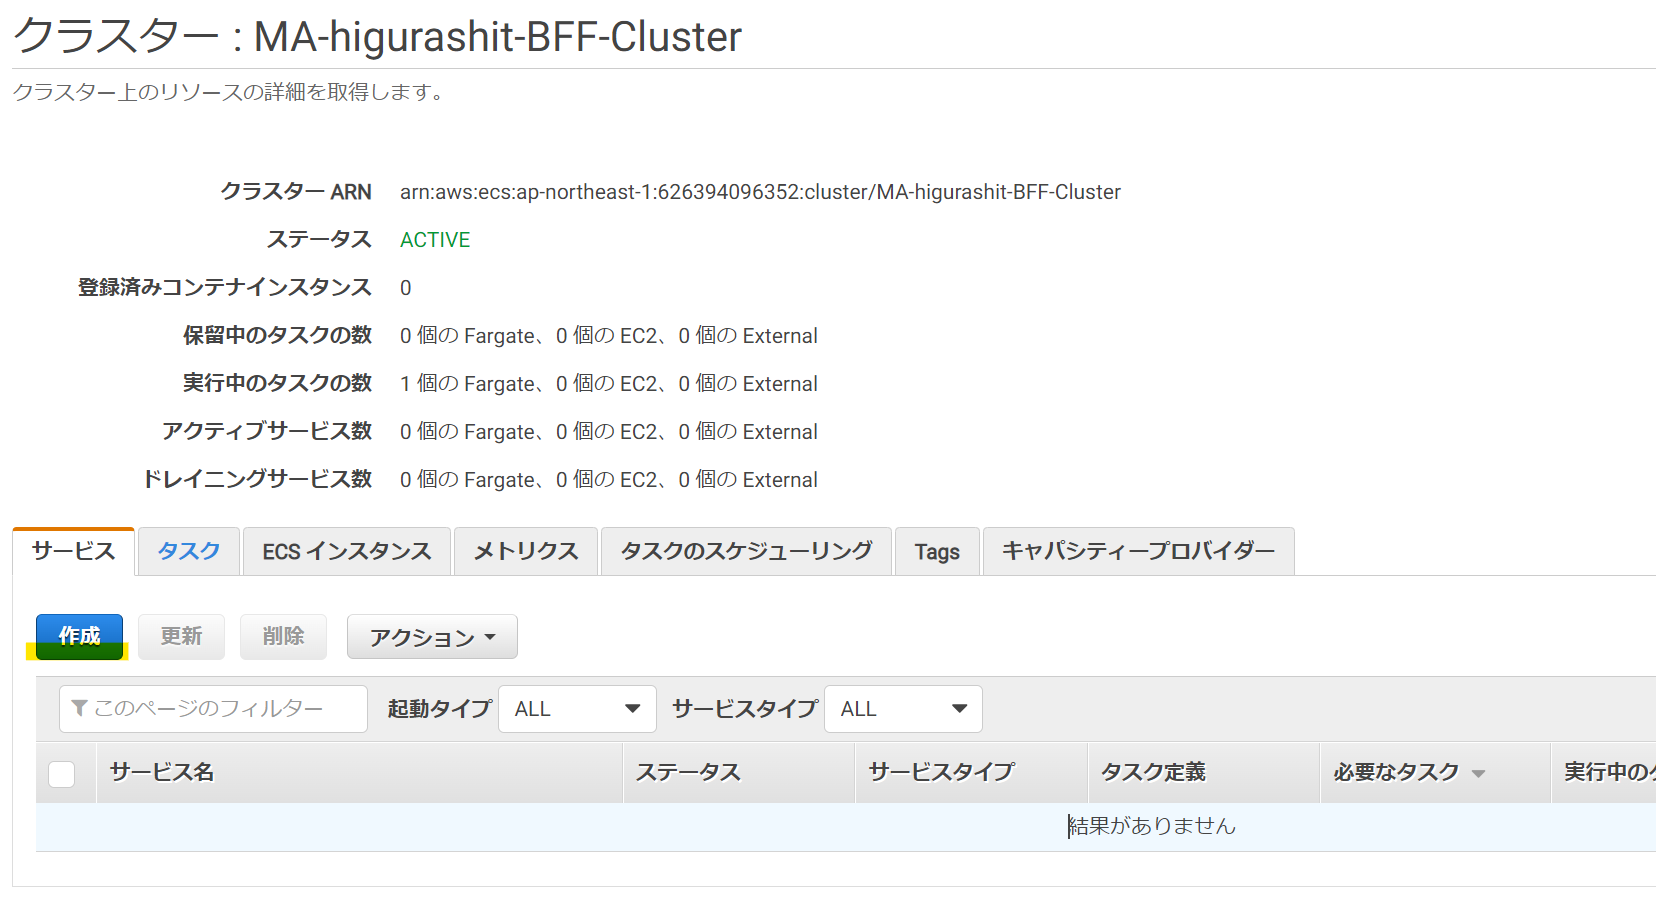 クラスター : MA-higurashit-BFF-Cluster
クラスター上のリソースの詳細を取得します。
クラスター ARN arn:aws:ecs:ap-northeast-1:626394096352:cluster/MA-higurashit-BFF-Cluster
ステータス ACTIVE
登録済みコンテナインスタンス 0
保留中のタスクの数 0 個の Fargate、0 個の EC2、0 個の External
実行中のタスクの数 1 個の Fargate、0 個の EC2、0 個の External
アクティブサービス数 0 個の Fargate、0 個の EC2、0 個の External
ドレイニングサービス数 0 個の Fargate、0 個の EC2、0 個の External
サービス タスク ECS インスタンス メトリクス タスクのスケジューリング Tags キャパシティープロバイダー
作成 更新 削除 アクション
このページのフィルター 起動タイプ ALL サービスタイプ ALL
サービス名 ステータス サービスタイプ タスク定義 必要なタスク 実行中の
結果がありません